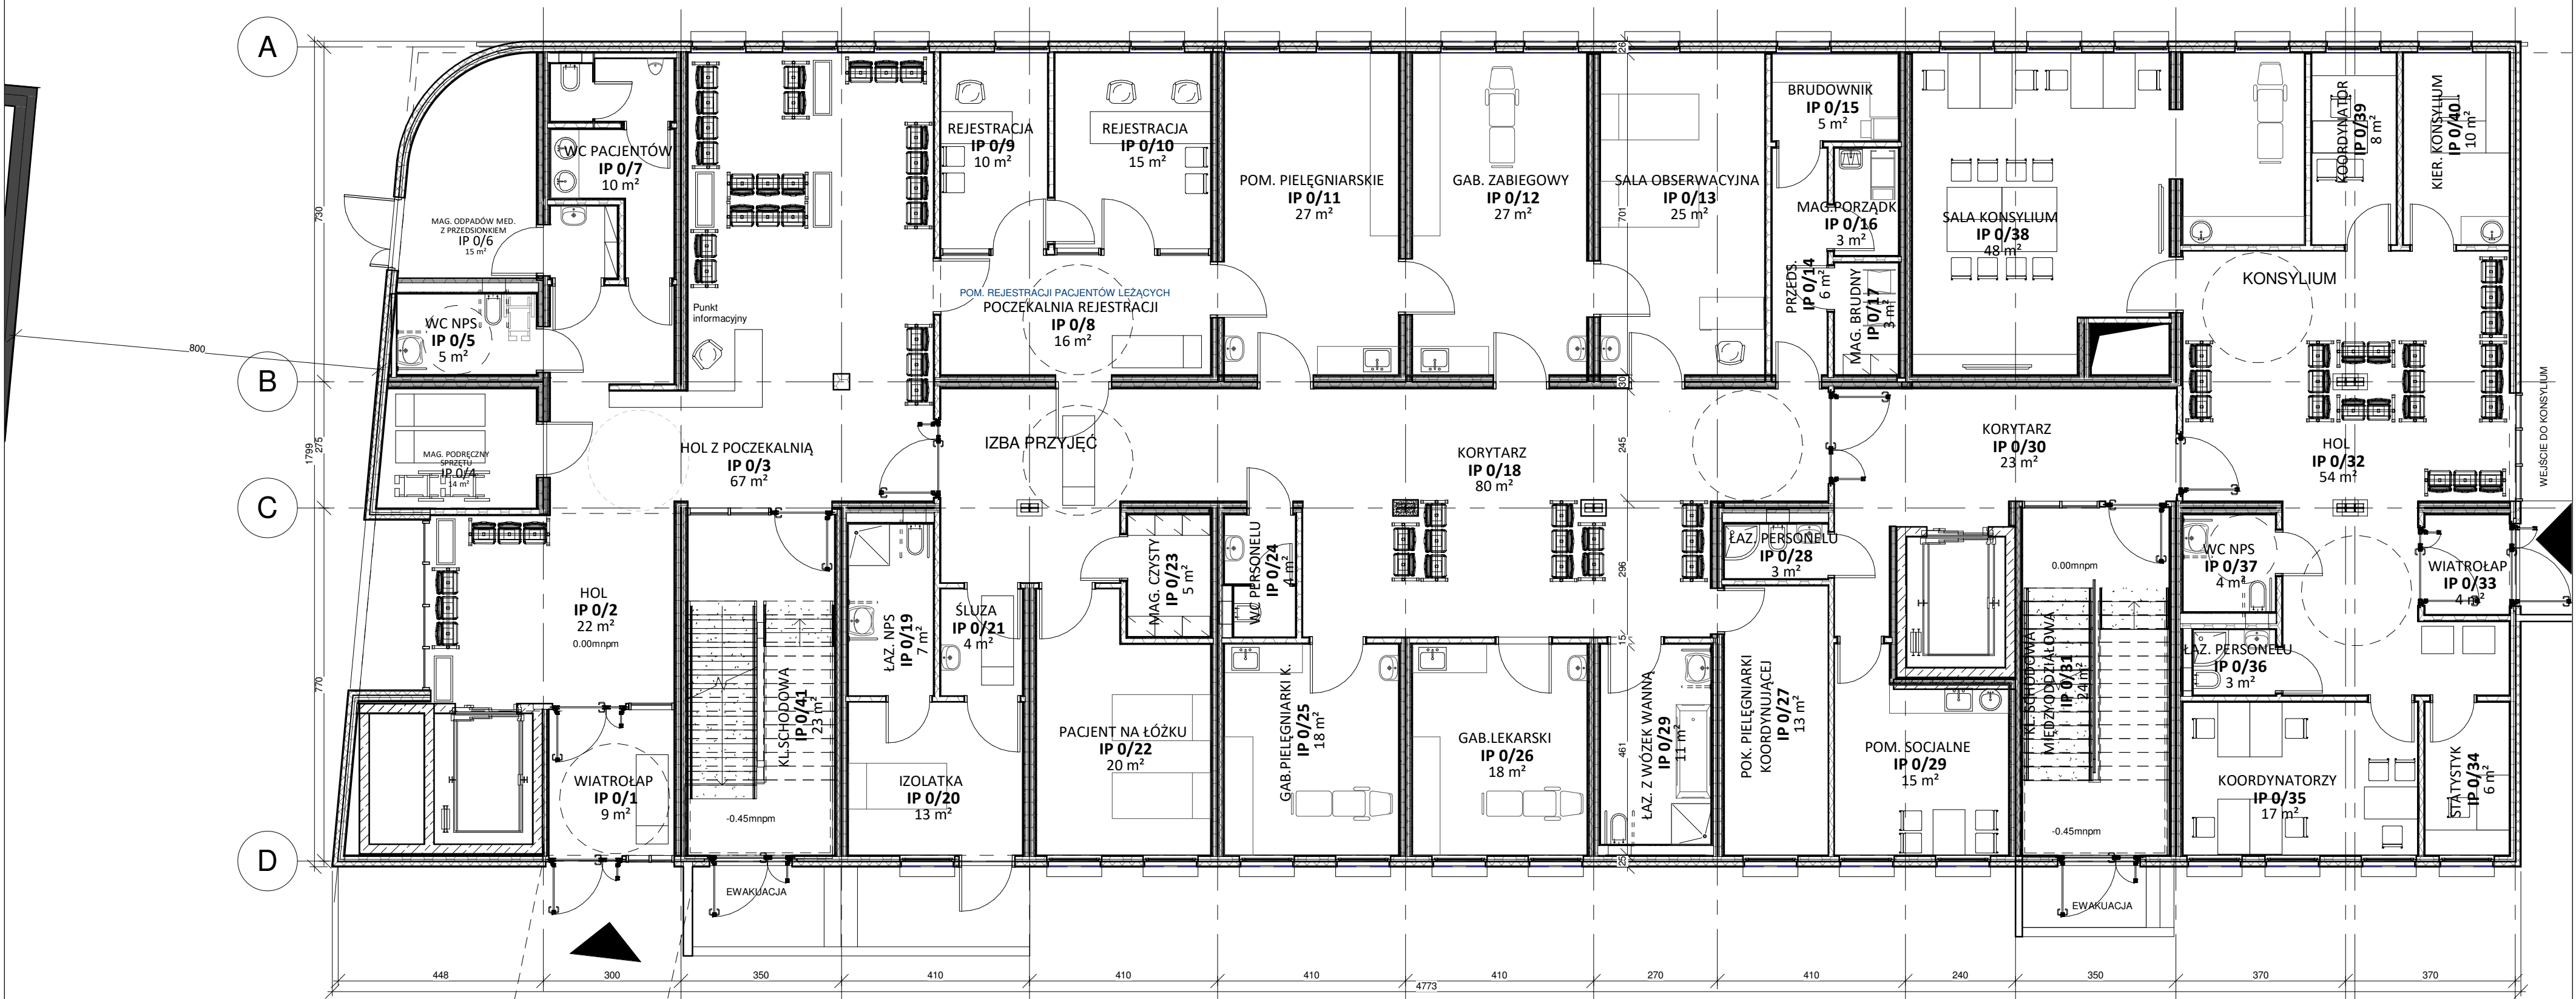 A
B
C
D
800
1799
730
275
770
MAG. ODPADÓW MED.
Z PRZEDSIONKIEM
IP 0/6
15 m²
WC PACJENTÓW
IP 0/7
10 m²
WC NPS
IP 0/5
5 m²
MAG. PODRĘCZNY
SPRZĘTU
IP 0/4
14 m²
Punkt
informacyjny
HOL Z POCZEKALNIĄ
IP 0/3
67 m²
HOL
IP 0/2
22 m²
0.00mnpm
WIATROŁAP
IP 0/1
9 m²
REJESTRACJA
IP 0/9
10 m²
REJESTRACJA
IP 0/10
15 m²
POM. REJESTRACJI PACJENTÓW LEŻĄCYCH
POCZEKALNIA REJESTRACJI
IP 0/8
16 m²
POM. PIELĘGNIARSKIE
IP 0/11
27 m²
GAB. ZABIEGOWY
IP 0/12
27 m²
SALA OBSERWACYJNA
IP 0/13
25 m²
BRUDOWNIK
IP 0/15
5 m²
MAG.PORZĄDK
IP 0/16
3 m²
PRZEDS.
IP 0/14
6 m²
MAG. BRUDNY
IP 0/17
3 m²
SALA KONSYLIUM
IP 0/38
48 m²
KOORDYNATOR
IP 0/39
8 m²
KIER. KONSYLIUM
IP 0/40
10 m²
KONSYLIUM
HOL
IP 0/32
54 m²
WEJŚCIE DO KONSYLIUM
IZBA PRZYJĘĆ
KORYTARZ
IP 0/18
80 m²
KORYTARZ
IP 0/30
23 m²
26
701
30
245
296
15
461
25
KL.SCHODOWA
IP 0/41
23 m²
-0.45mnpm
EWAKUACJA
ŁAZ. NPS
IP 0/19
7 m²
ŚLUZA
IP 0/21
4 m²
IZOLATKA
IP 0/20
13 m²
PACJENT NA ŁÓŻKU
IP 0/22
20 m²
MAG. CZYSTY
IP 0/23
5 m²
WC PERSONELU
IP 0/24
4 m²
GAB.PIELĘGNIARKI K.
IP 0/25
18 m²
GAB.LEKARSKI
IP 0/26
18 m²
ŁAZ. Z WÓZEK WANNĄ
IP 0/29
11 m²
ŁAZ. PERSONELU
IP 0/28
3 m²
POK. PIELĘGNIARKI
KOORDYNUJĄCEJ
IP 0/27
13 m²
POM. SOCJALNE
IP 0/29
15 m²
0.00mnpm
KL. SCHODOWA
MIĘDZYODDZIAŁOWA
IP 0/31
24 m²
-0.45mnpm
EWAKUACJA
WC NPS
IP 0/37
4 m²
WIATROŁAP
IP 0/33
4 m²
ŁAZ. PERSONELU
IP 0/36
3 m²
KOORDYNATORZY
IP 0/35
17 m²
STATYSTYK
IP 0/34
6 m²
448
300
350
410
410
410
410
270
410
240
350
370
370
4773